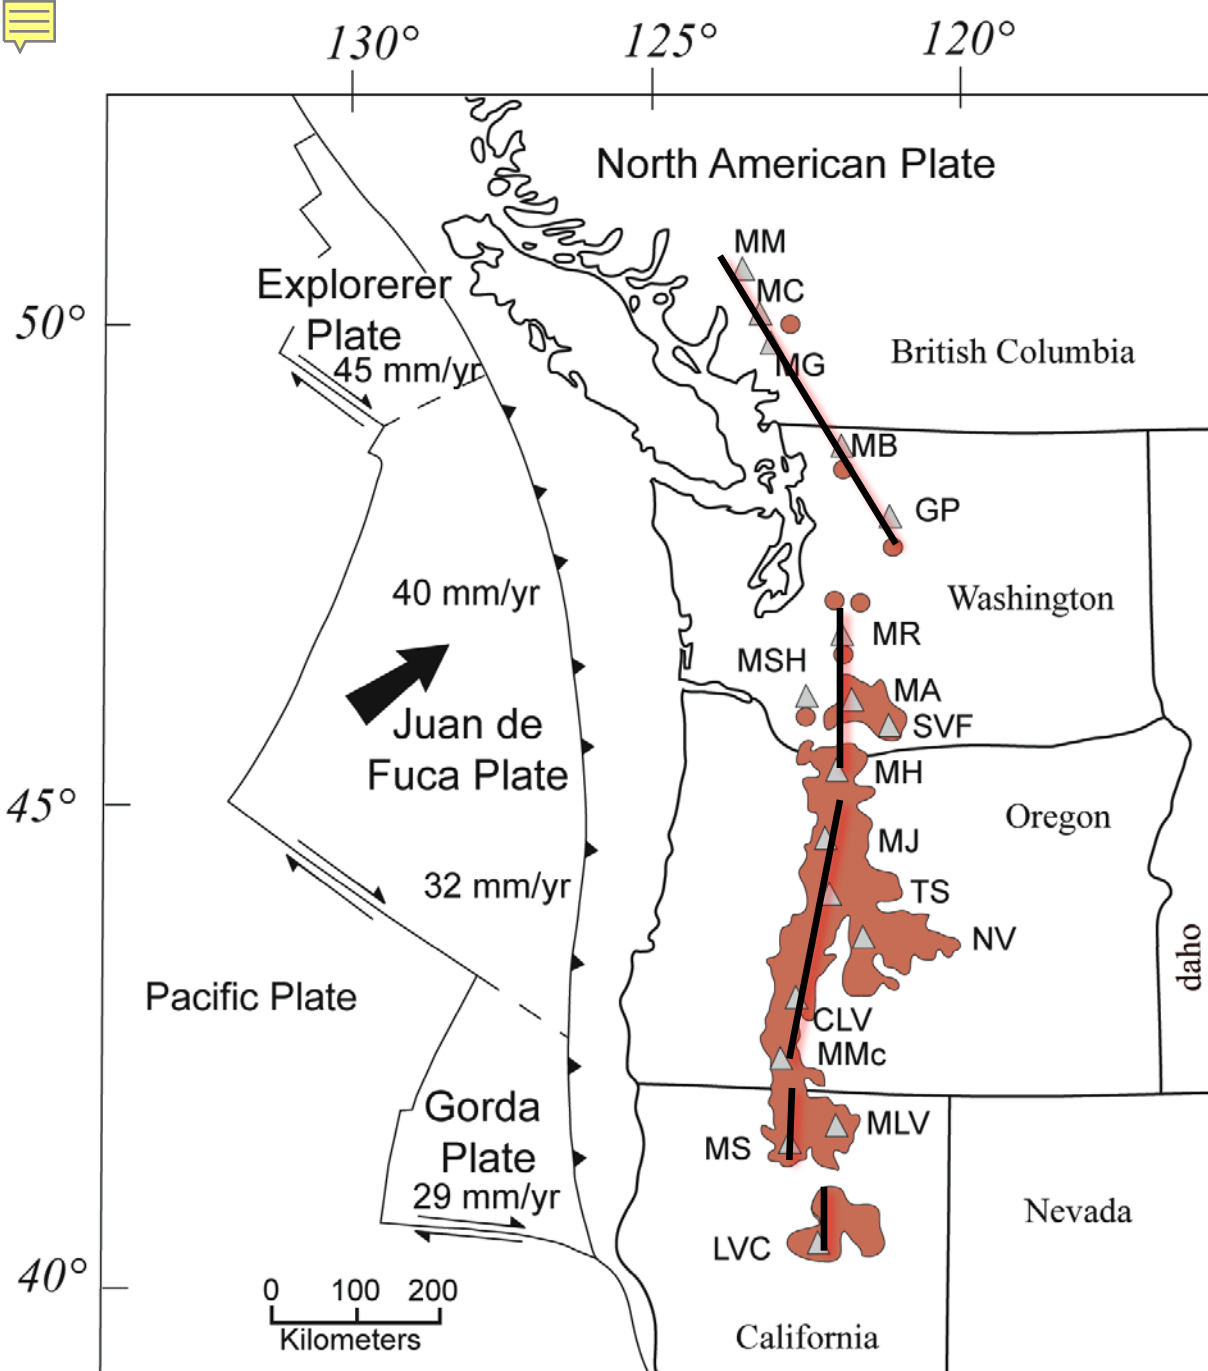 130°
125°
120°
North American Plate
MM
MC
Explorerer
Plate
50°
45 mm/yr
MG
British Columbia
MB
GP
40 mm/yr
Washington
MR
MSH
MA
SVF
Juan de
Fuca Plate
MH
45°
Oregon
MJ
32 mm/yr
TS
NV
daho
Pacific Plate
CLV
MMc
Gorda
Plate
MLV
MS
29 mm/yr
Nevada
LVC
40°
0 100 200
Kilometers
California